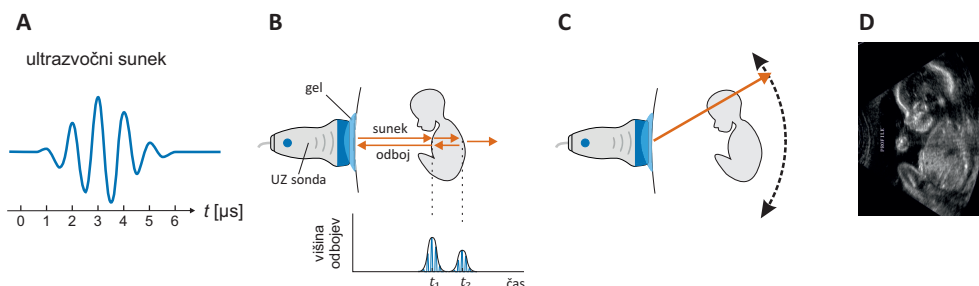 A
ultrazvočni sunek
0 1 2 3 4 5 6 t [µs]
B
gel
sunek
odboj
UZ sonda
višina
odbojev
t₁ t₂ čas
C
D
PROFILE